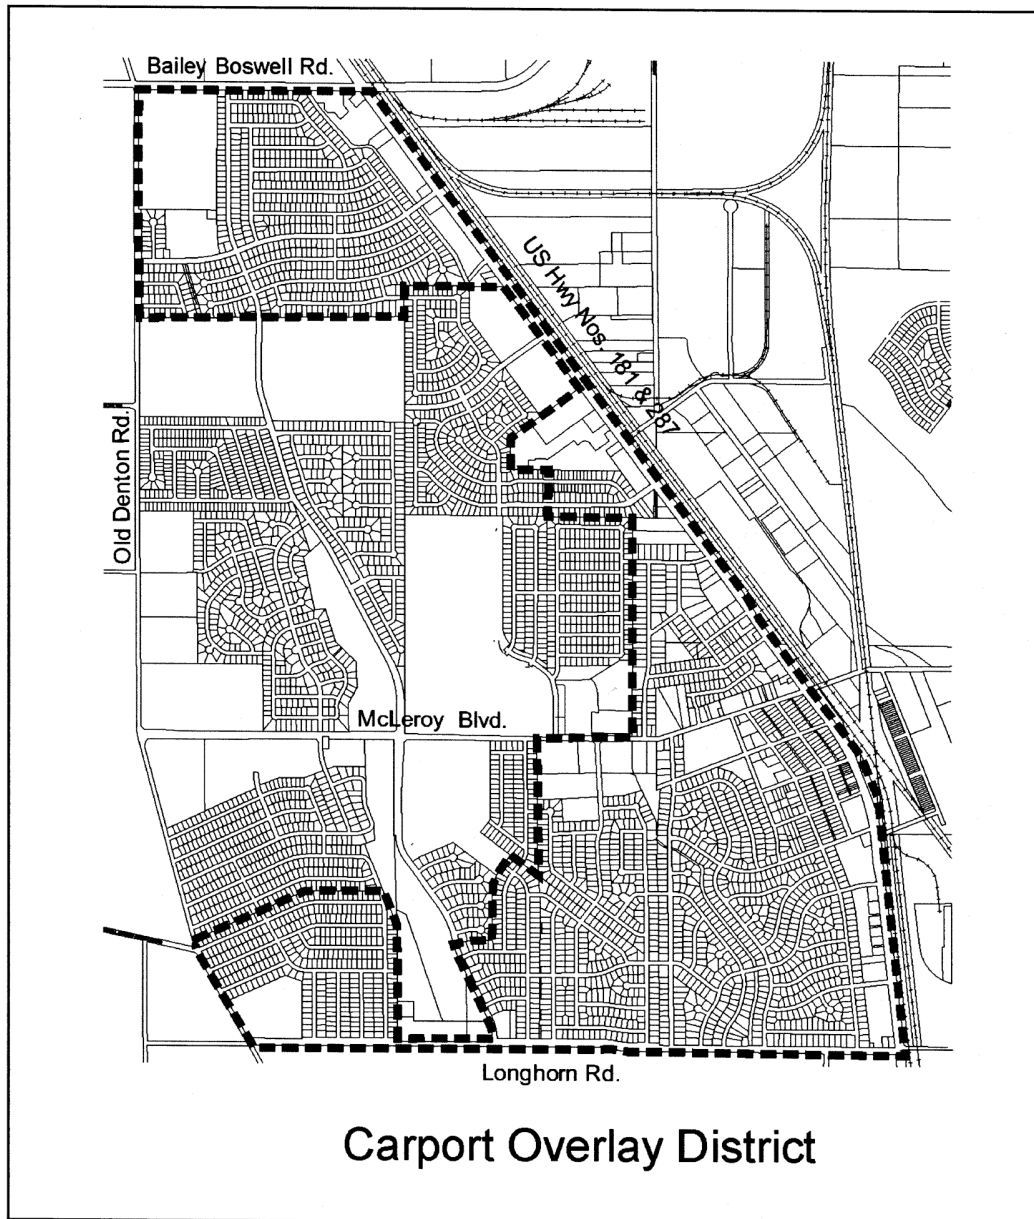 Bailey Boswell Rd.
US Hwy Nos. 181 & 287
Old Denton Rd.
McLeroy Blvd.
Longhorn Rd.
Carport Overlay District